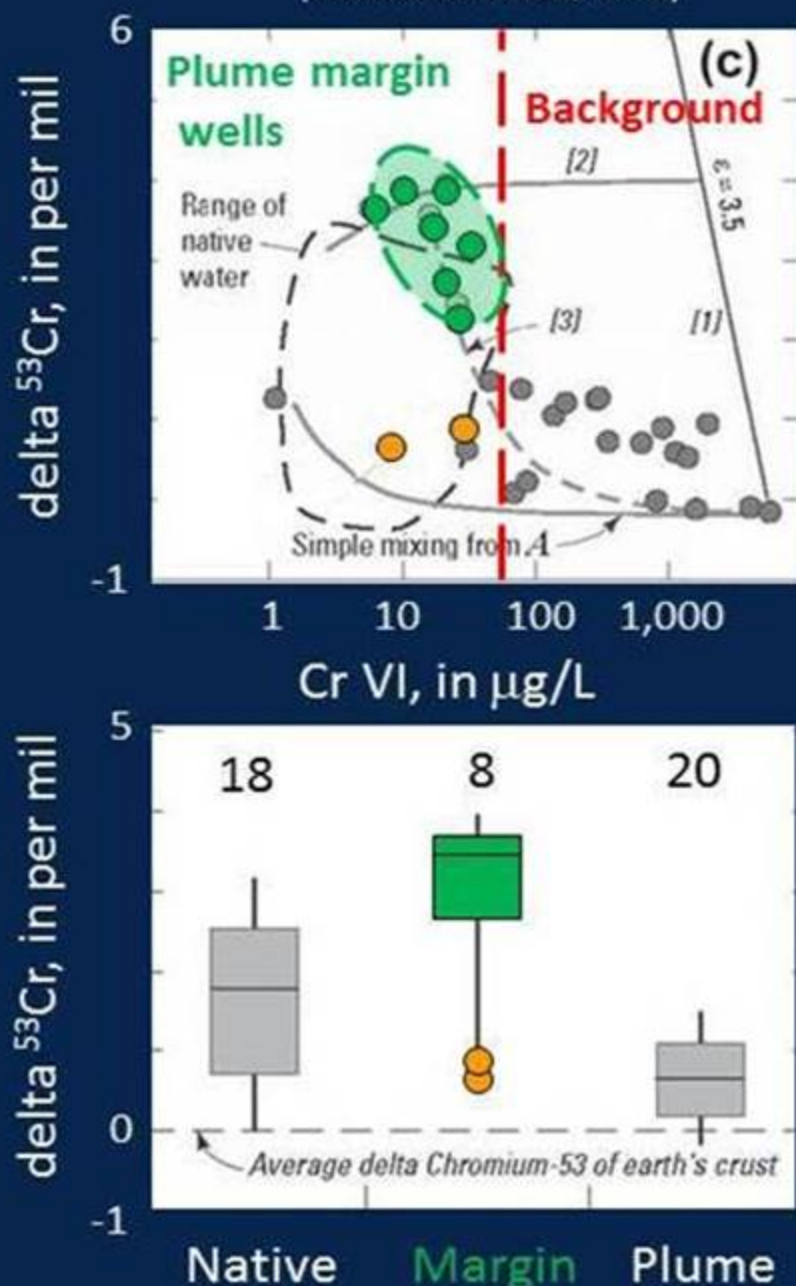 6
(c)
Plume margin
wells
Background
[2]
ε = 3.5
Range of
native
water
[3]
[1]
Simple mixing from A
-1
delta ⁵³Cr, in per mil
1 10 100 1,000
Cr VI, in µg/L
5
18 8 20
delta ⁵³Cr, in per mil
0
Average delta Chromium-53 of earth's crust
-1
Native Margin Plume